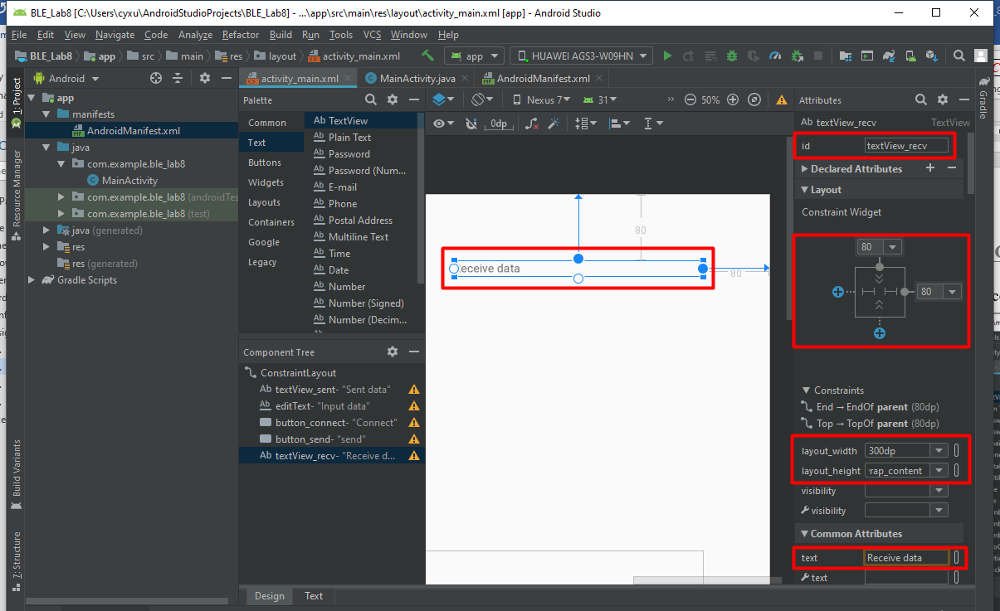 BLE_Lab8 [C:\Users\cyxu\AndroidStudioProjects\BLE_Lab8] - ...\app\src\main\res\layout\activity_main.xml [app] - Android Studio
File Edit View Navigate Code Analyze Refactor Build Run Tools VCS Window Help
BLE_Lab8 app src main res layout activity_main.xml app HUAWEI AGS3-W09HN
1: Project
Resource Manager
Build Variants
7: Structure
Android
app
manifests
AndroidManifest.xml
java
com.example.ble_lab8
MainActivity
com.example.ble_lab8 (androidTes
com.example.ble_lab8 (test)
java (generated)
res
res (generated)
Gradle Scripts
activity_main.xml MainActivity.java AndroidManifest.xml
Palette
Common
Text
Buttons
Widgets
Layouts
Containers
Google
Legacy
Ab TextView
Ab Plain Text
Ab Password
Ab Password (Num...
Ab E-mail
Ab Phone
Ab Postal Address
Ab Multiline Text
Ab Time
Ab Date
Ab Number
Ab Number (Signed)
Ab Number (Decim...
Component Tree
ConstraintLayout
Ab textView_sent- "Sent data"
Ab editText- "Input data"
button_connect- "Connect"
button_send- "send"
Ab textView_recv- "Receive d...
Nexus 7 31 » 50%
0dp
80
eceive data
80
Design Text
Attributes
Ab textView_recv TextView
id textView_recv
Declared Attributes + −
Layout
Constraint Widget
80
80
Constraints
End → EndOf parent (80dp)
Top → TopOf parent (80dp)
layout_width 300dp
layout_height rap_content
visibility
visibility
Common Attributes
text Receive data
text
Gradle